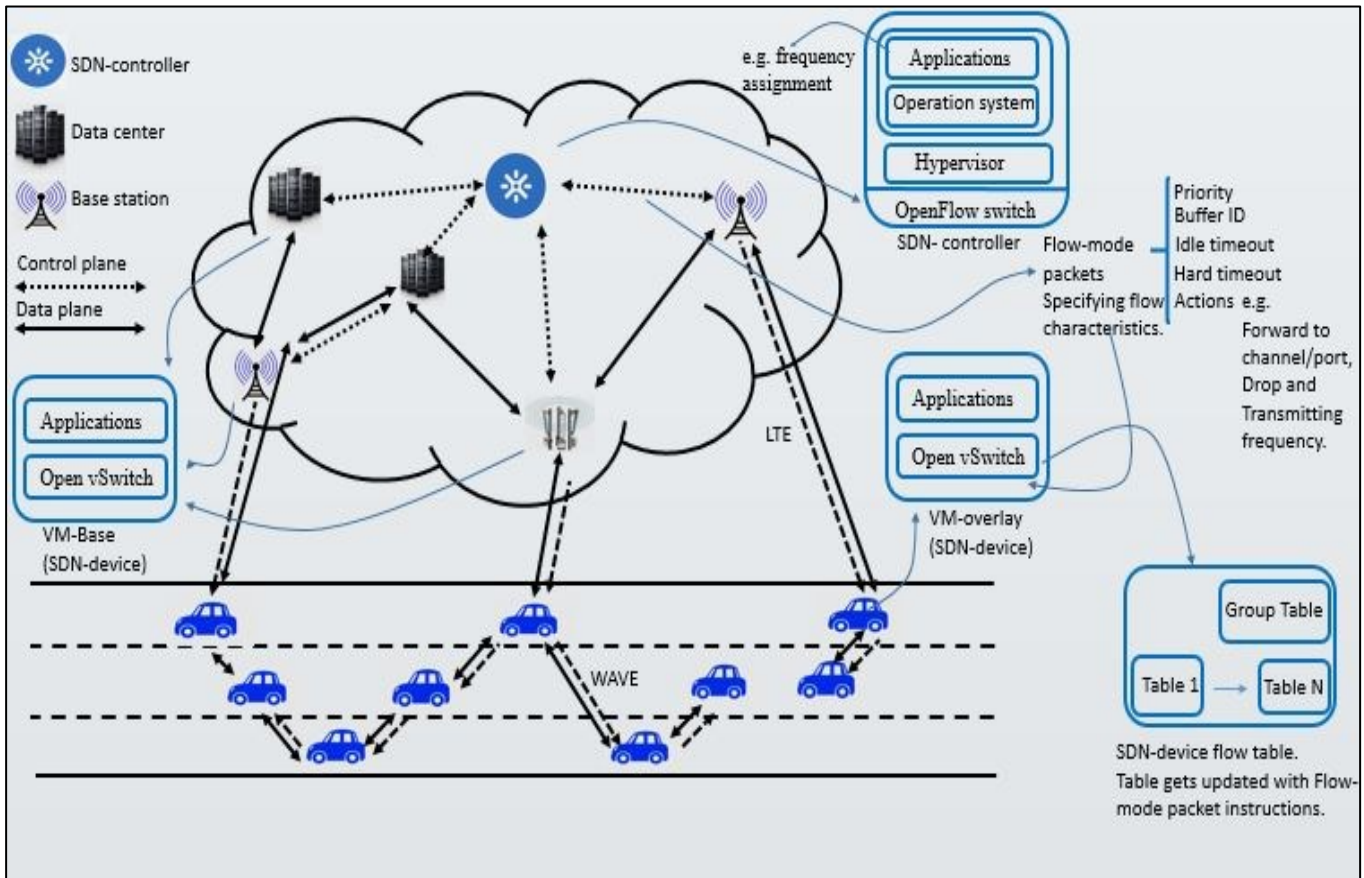 SDN-controller
Data center
Base station
Control plane
Data plane
e.g. frequency
assignment
Applications
Operation system
Hypervisor
OpenFlow switch
SDN- controller
Flow-mode
packets
Specifying flow
characteristics.
Priority
Buffer ID
Idle timeout
Hard timeout
Actions e.g.
Forward to
channel/port,
Drop and
Transmitting
frequency.
Applications
Open vSwitch
VM-Base
(SDN-device)
LTE
Applications
Open vSwitch
VM-overlay
(SDN-device)
WAVE
Group Table
Table 1
Table N
SDN-device flow table.
Table gets updated with Flow-
mode packet instructions.